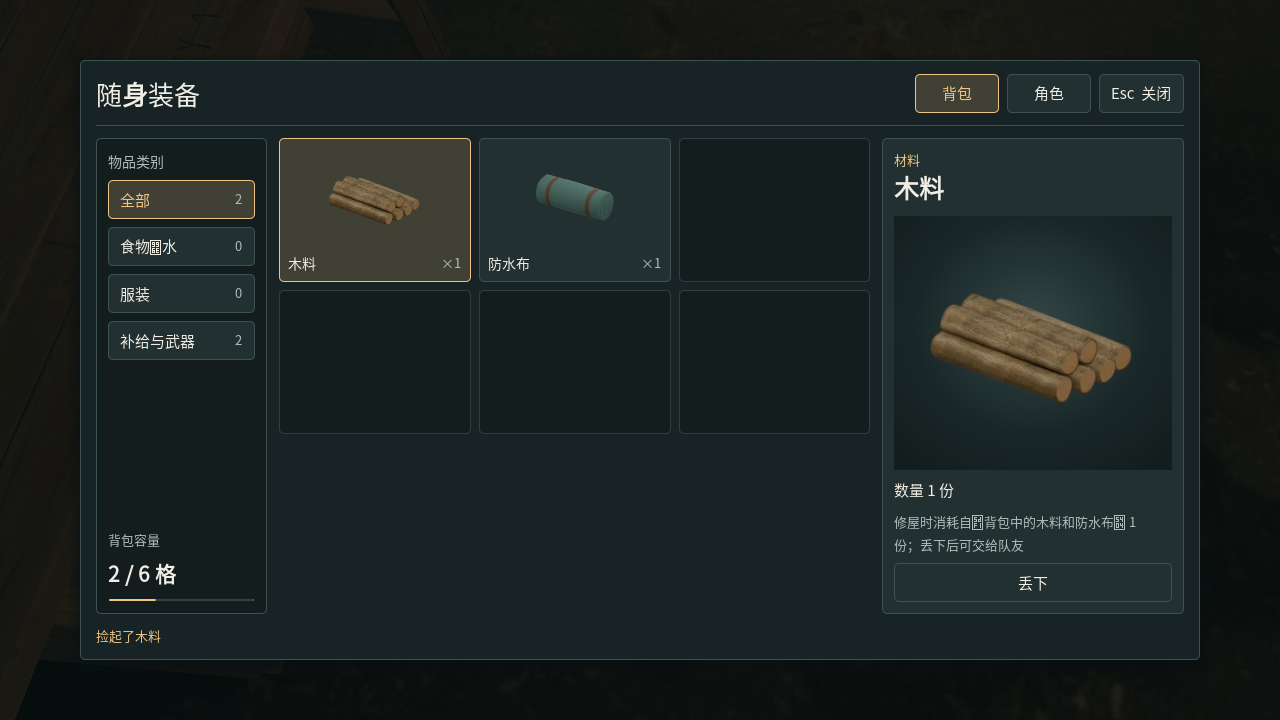 随身装备
背包
角色
Esc 关闭
物品类别
全部 2
食物水 0
服装 0
补给与武器 2
背包容量
2 / 6 格
木料 ×1
防水布 ×1
材料
木料
数量 1 份
修屋时消耗自背包中的木料和防水布 1
份；丢下后可交给队友
丢下
捡起了木料